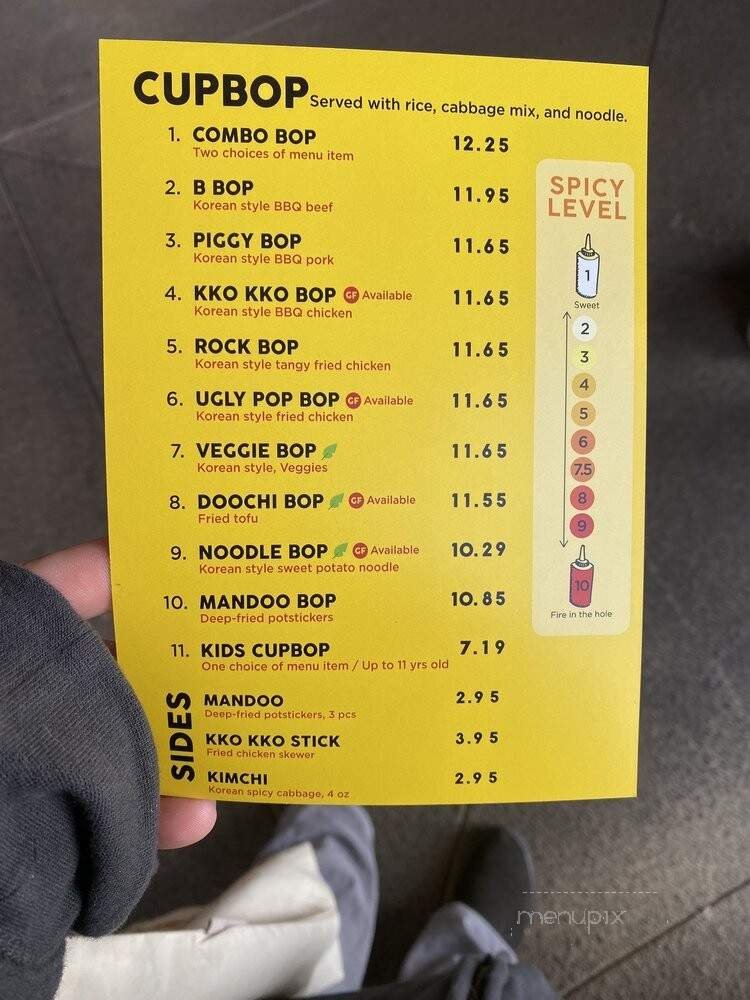 CUPBOP Served with rice, cabbage mix, and noodle.
1. COMBO BOP 12.25
Two choices of menu item
2. B BOP 11.95
Korean style BBQ beef
3. PIGGY BOP 11.65
Korean style BBQ pork
4. KKO KKO BOP GF Available 11.65
Korean style BBQ chicken
5. ROCK BOP 11.65
Korean style tangy fried chicken
6. UGLY POP BOP GF Available 11.65
Korean style fried chicken
7. VEGGIE BOP 11.65
Korean style, Veggies
8. DOOCHI BOP GF Available 11.55
Fried tofu
9. NOODLE BOP GF Available 10.29
Korean style sweet potato noodle
10. MANDOO BOP 10.85
Deep-fried potstickers
11. KIDS CUPBOP 7.19
One choice of menu item / Up to 11 yrs old
SIDES
MANDOO 2.95
Deep-fried potstickers, 3 pcs
KKO KKO STICK 3.95
Fried chicken skewer
KIMCHI 2.95
Korean spicy cabbage, 4 oz
SPICY
LEVEL
1
Sweet
2
3
4
5
6
7.5
8
9
10
Fire in the hole
menupix